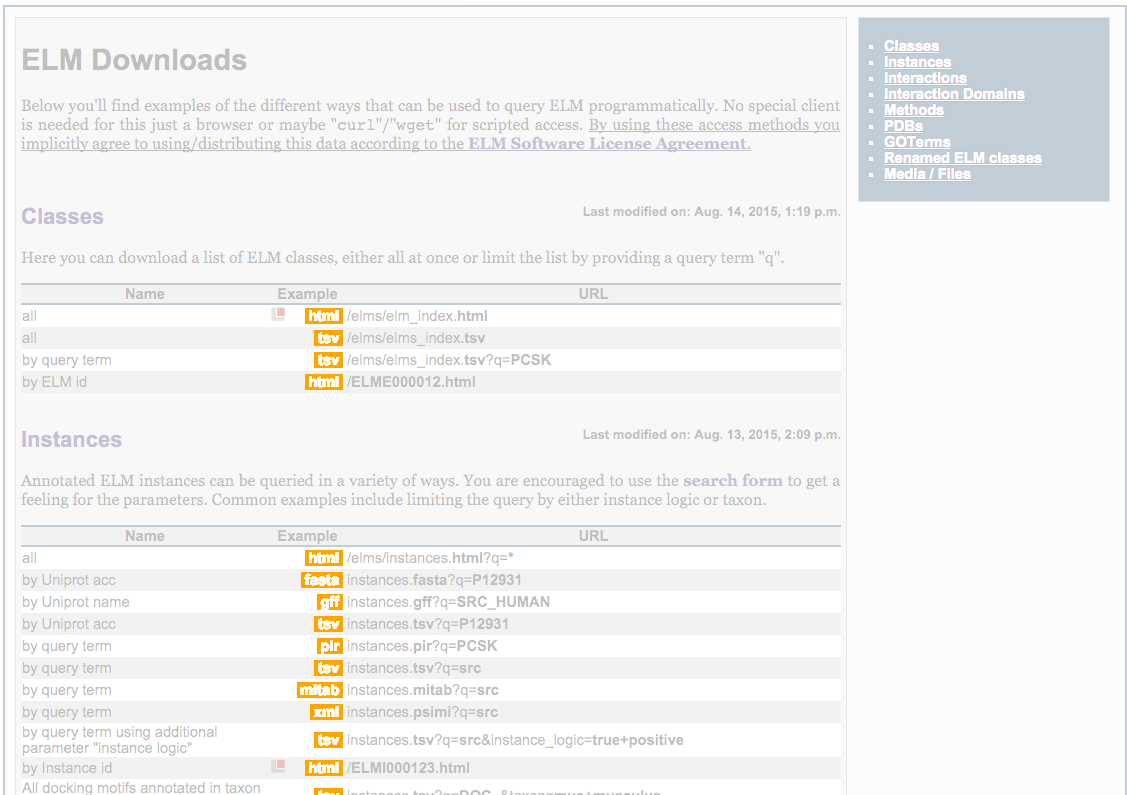 ELM Downloads
Below you'll find examples of the different ways that can be used to query ELM programmatically. No special client
is needed for this just a browser or maybe "curl"/"wget" for scripted access. By using these access methods you
implicitly agree to using/distributing this data according to the ELM Software License Agreement.
Classes
Last modified on: Aug. 14, 2015, 1:19 p.m.
Here you can download a list of ELM classes, either all at once or limit the list by providing a query term "q".
Name Example URL
all html /elms/elm_index.html
all tsv /elms/elms_index.tsv
by query term tsv /elms/elms_index.tsv?q=PCSK
by ELM id html /ELME000012.html
Instances
Last modified on: Aug. 13, 2015, 2:09 p.m.
Annotated ELM instances can be queried in a variety of ways. You are encouraged to use the search form to get a
feeling for the parameters. Common examples include limiting the query by either instance logic or taxon.
Name Example URL
all html /elms/instances.html?q=*
by Uniprot acc fasta instances.fasta?q=P12931
by Uniprot name gff instances.gff?q=SRC_HUMAN
by Uniprot acc tsv instances.tsv?q=P12931
by query term pir instances.pir?q=PCSK
by query term tsv instances.tsv?q=src
by query term mitab instances.mitab?q=src
by query term xml instances.psimi?q=src
by query term using additional
parameter "instance logic" tsv instances.tsv?q=src&instance_logic=true+positive
by Instance id html /ELMI000123.html
All docking motifs annotated in taxon tsv instances.tsv?q=DOC_&taxon=mus+musculus
Classes
Instances
Interactions
Interaction Domains
Methods
PDBs
GOTerms
Renamed ELM classes
Media / Files